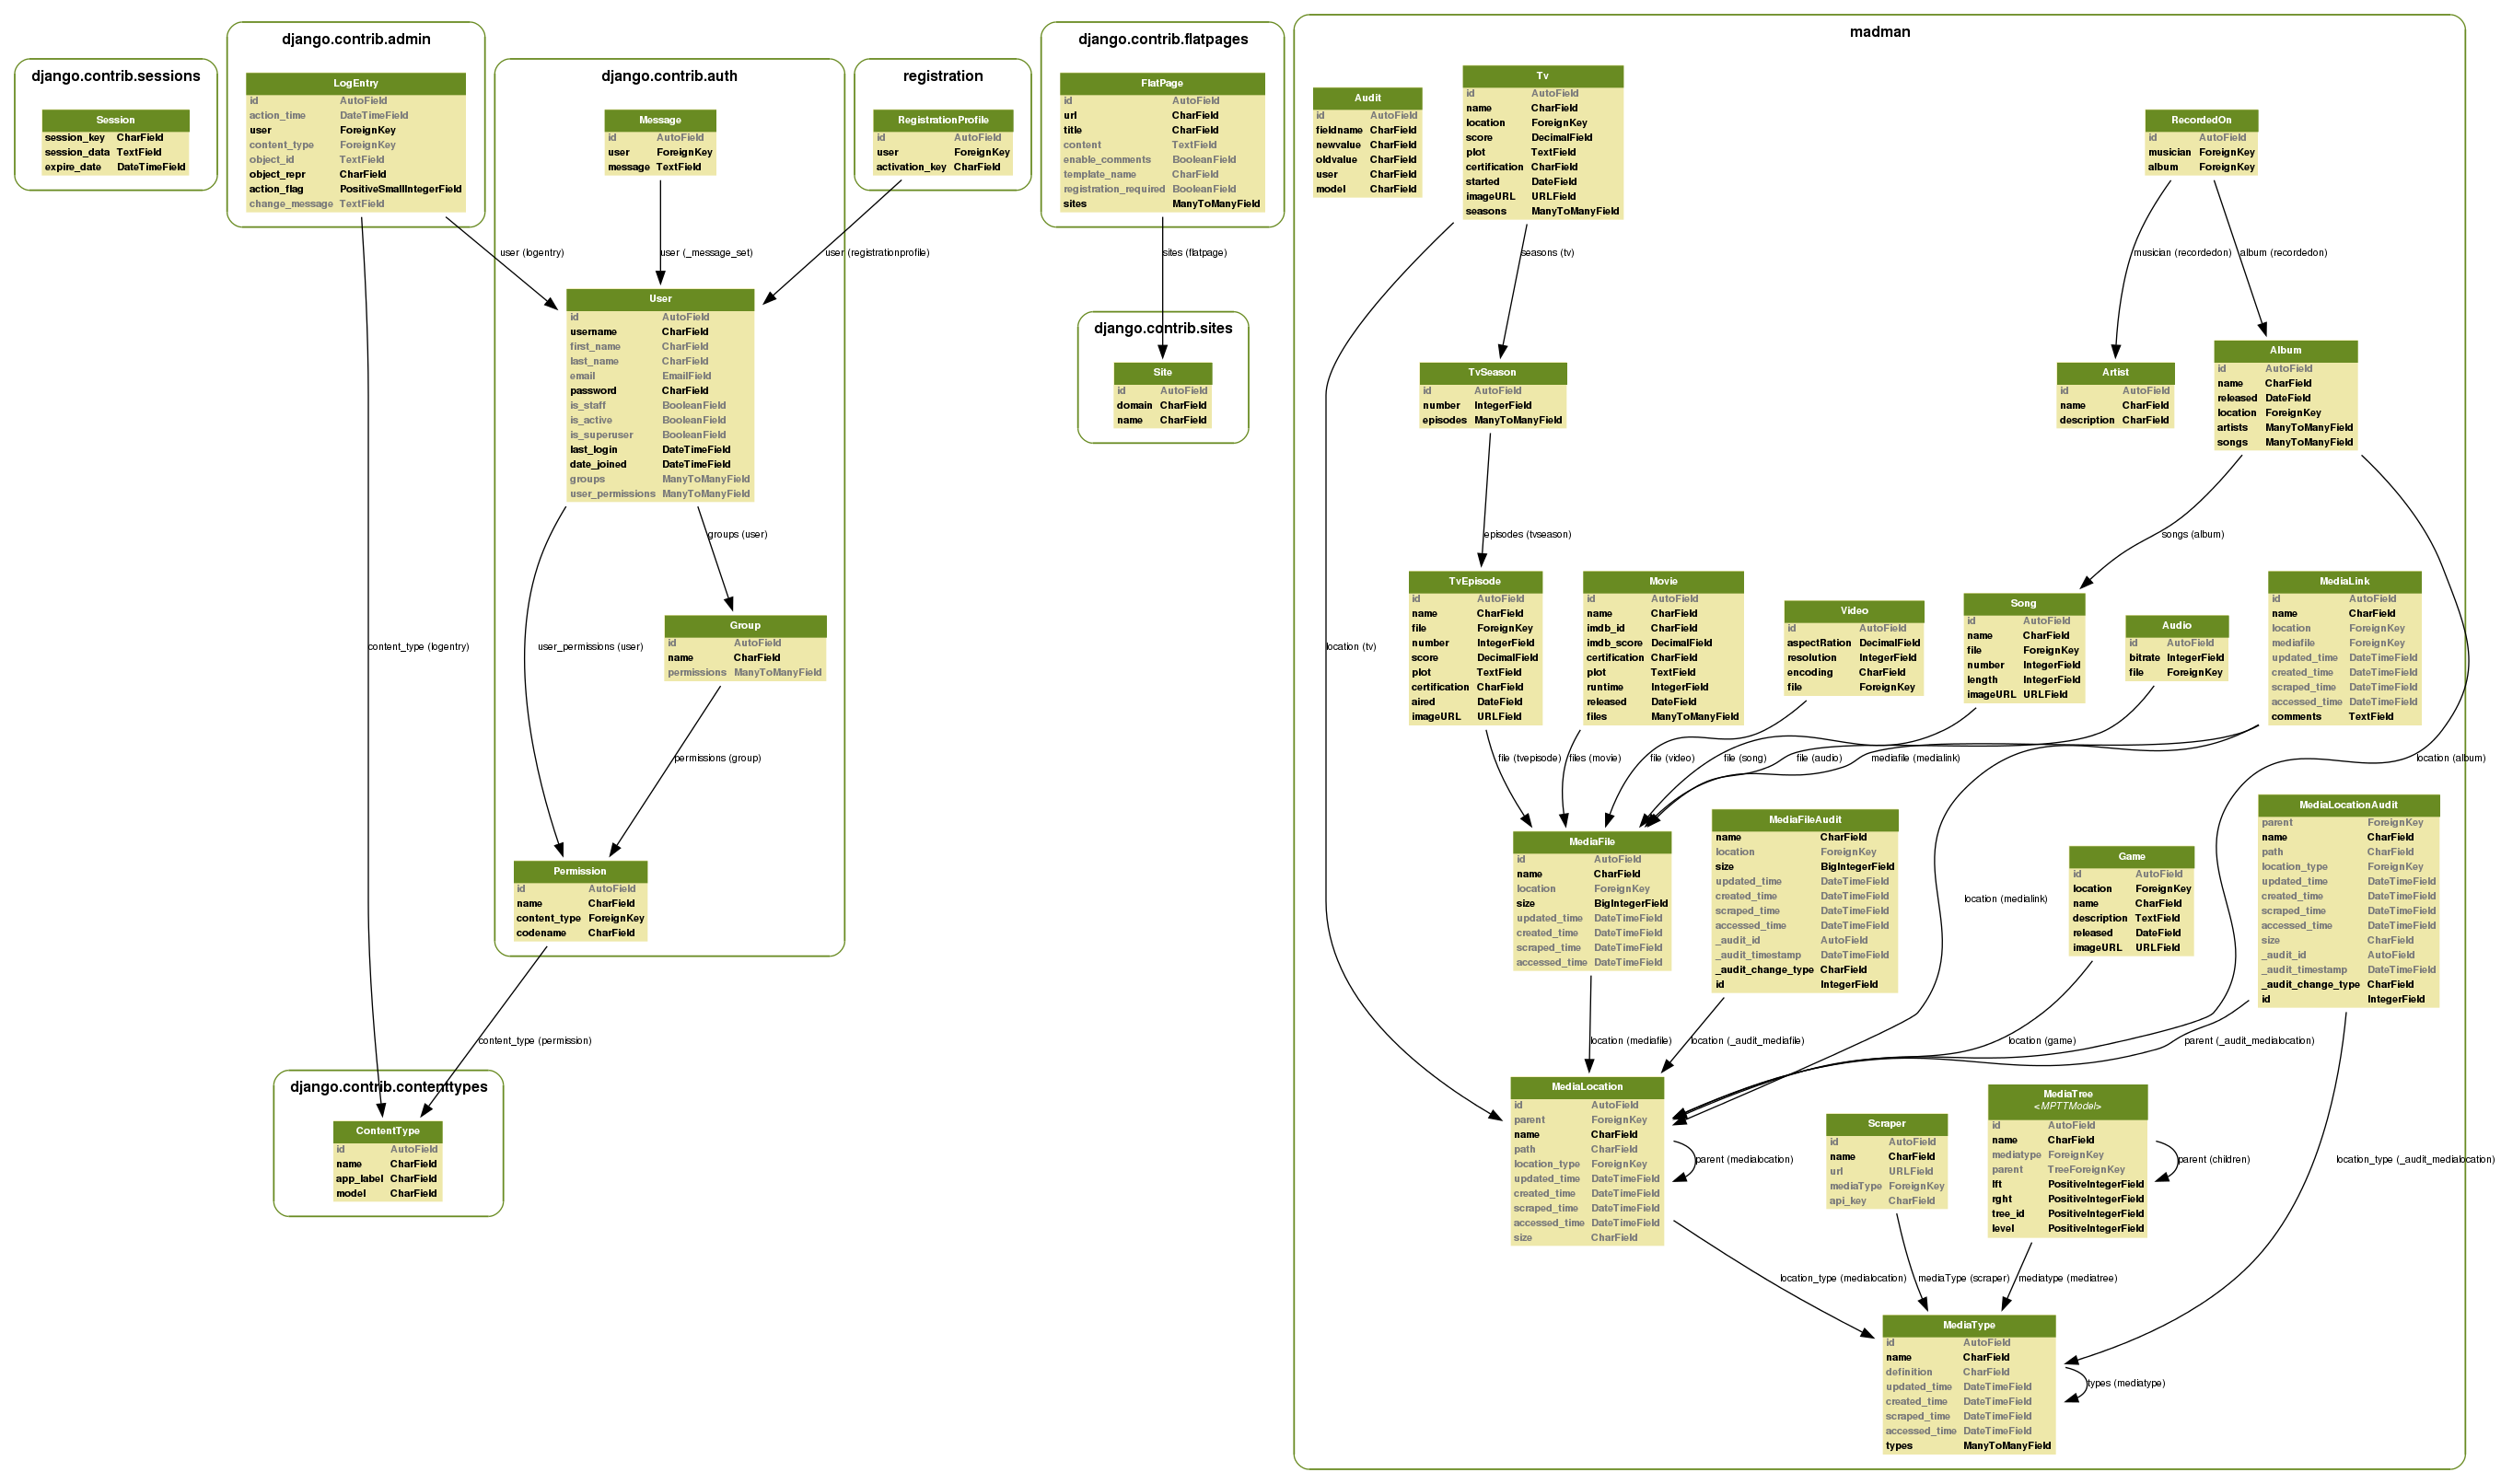 django.contrib.sessions
Session
session_key CharField
session_data TextField
expire_date DateTimeField
django.contrib.admin
LogEntry
id AutoField
action_time DateTimeField
user ForeignKey
content_type ForeignKey
object_id TextField
object_repr CharField
action_flag PositiveSmallIntegerField
change_message TextField
django.contrib.auth
Message
id AutoField
user ForeignKey
message TextField
registration
RegistrationProfile
id AutoField
user ForeignKey
activation_key CharField
user (logentry)
user (_message_set)
user (registrationprofile)
User
id AutoField
username CharField
first_name CharField
last_name CharField
email EmailField
password CharField
is_staff BooleanField
is_active BooleanField
is_superuser BooleanField
last_login DateTimeField
date_joined DateTimeField
groups ManyToManyField
user_permissions ManyToManyField
groups (user)
content_type (logentry)
user_permissions (user)
Group
id AutoField
name CharField
permissions ManyToManyField
permissions (group)
Permission
id AutoField
name CharField
content_type ForeignKey
codename CharField
content_type (permission)
django.contrib.contenttypes
ContentType
id AutoField
name CharField
app_label CharField
model CharField
django.contrib.flatpages
FlatPage
id AutoField
url CharField
title CharField
content TextField
enable_comments BooleanField
template_name CharField
registration_required BooleanField
sites ManyToManyField
sites (flatpage)
django.contrib.sites
Site
id AutoField
domain CharField
name CharField
madman
Audit
id AutoField
fieldname CharField
newvalue CharField
oldvalue CharField
user CharField
model CharField
Tv
id AutoField
name CharField
location ForeignKey
score DecimalField
plot TextField
certification CharField
started DateField
imageURL URLField
seasons ManyToManyField
RecordedOn
id AutoField
musician ForeignKey
album ForeignKey
seasons (tv)
musician (recordedon)
album (recordedon)
TvSeason
id AutoField
number IntegerField
episodes ManyToManyField
Artist
id AutoField
name CharField
description CharField
Album
id AutoField
name CharField
released DateField
location ForeignKey
artists ManyToManyField
songs ManyToManyField
episodes (tvseason)
songs (album)
location (tv)
TvEpisode
id AutoField
name CharField
file ForeignKey
number IntegerField
score DecimalField
plot TextField
certification CharField
aired DateField
imageURL URLField
Movie
id AutoField
name CharField
imdb_id CharField
imdb_score DecimalField
certification CharField
plot TextField
runtime IntegerField
released DateField
files ManyToManyField
Video
id AutoField
aspectRation DecimalField
resolution IntegerField
encoding CharField
file ForeignKey
Song
id AutoField
name CharField
file ForeignKey
number IntegerField
length IntegerField
imageURL URLField
Audio
id AutoField
bitrate IntegerField
file ForeignKey
MediaLink
id AutoField
name CharField
location ForeignKey
mediafile ForeignKey
updated_time DateTimeField
created_time DateTimeField
scraped_time DateTimeField
accessed_time DateTimeField
comments TextField
file (tvepisode)
files (movie)
file (video)
file (song)
file (audio)
mediafile (medialink)
location (album)
MediaFile
id AutoField
name CharField
location ForeignKey
size BigIntegerField
updated_time DateTimeField
created_time DateTimeField
scraped_time DateTimeField
accessed_time DateTimeField
MediaFileAudit
name CharField
location ForeignKey
size BigIntegerField
updated_time DateTimeField
created_time DateTimeField
scraped_time DateTimeField
accessed_time DateTimeField
_audit_id AutoField
_audit_timestamp DateTimeField
_audit_change_type CharField
id IntegerField
location (medialink)
Game
id AutoField
location ForeignKey
name CharField
description TextField
released DateField
imageURL URLField
MediaLocationAudit
parent ForeignKey
name CharField
path CharField
location_type ForeignKey
updated_time DateTimeField
created_time DateTimeField
scraped_time DateTimeField
accessed_time DateTimeField
size CharField
_audit_id AutoField
_audit_timestamp DateTimeField
_audit_change_type CharField
id IntegerField
location (mediafile)
location (_audit_mediafile)
location (game)
parent (_audit_medialocation)
MediaLocation
id AutoField
parent ForeignKey
name CharField
path CharField
location_type ForeignKey
updated_time DateTimeField
created_time DateTimeField
scraped_time DateTimeField
accessed_time DateTimeField
size CharField
parent (medialocation)
Scraper
id AutoField
name CharField
url URLField
mediaType ForeignKey
api_key CharField
MediaTree
<MPTTModel>
id AutoField
name CharField
mediatype ForeignKey
parent TreeForeignKey
lft PositiveIntegerField
rght PositiveIntegerField
tree_id PositiveIntegerField
level PositiveIntegerField
parent (children)
location_type (_audit_medialocation)
location_type (medialocation)
mediaType (scraper)
mediatype (mediatree)
MediaType
id AutoField
name CharField
definition CharField
updated_time DateTimeField
created_time DateTimeField
scraped_time DateTimeField
accessed_time DateTimeField
types ManyToManyField
types (mediatype)